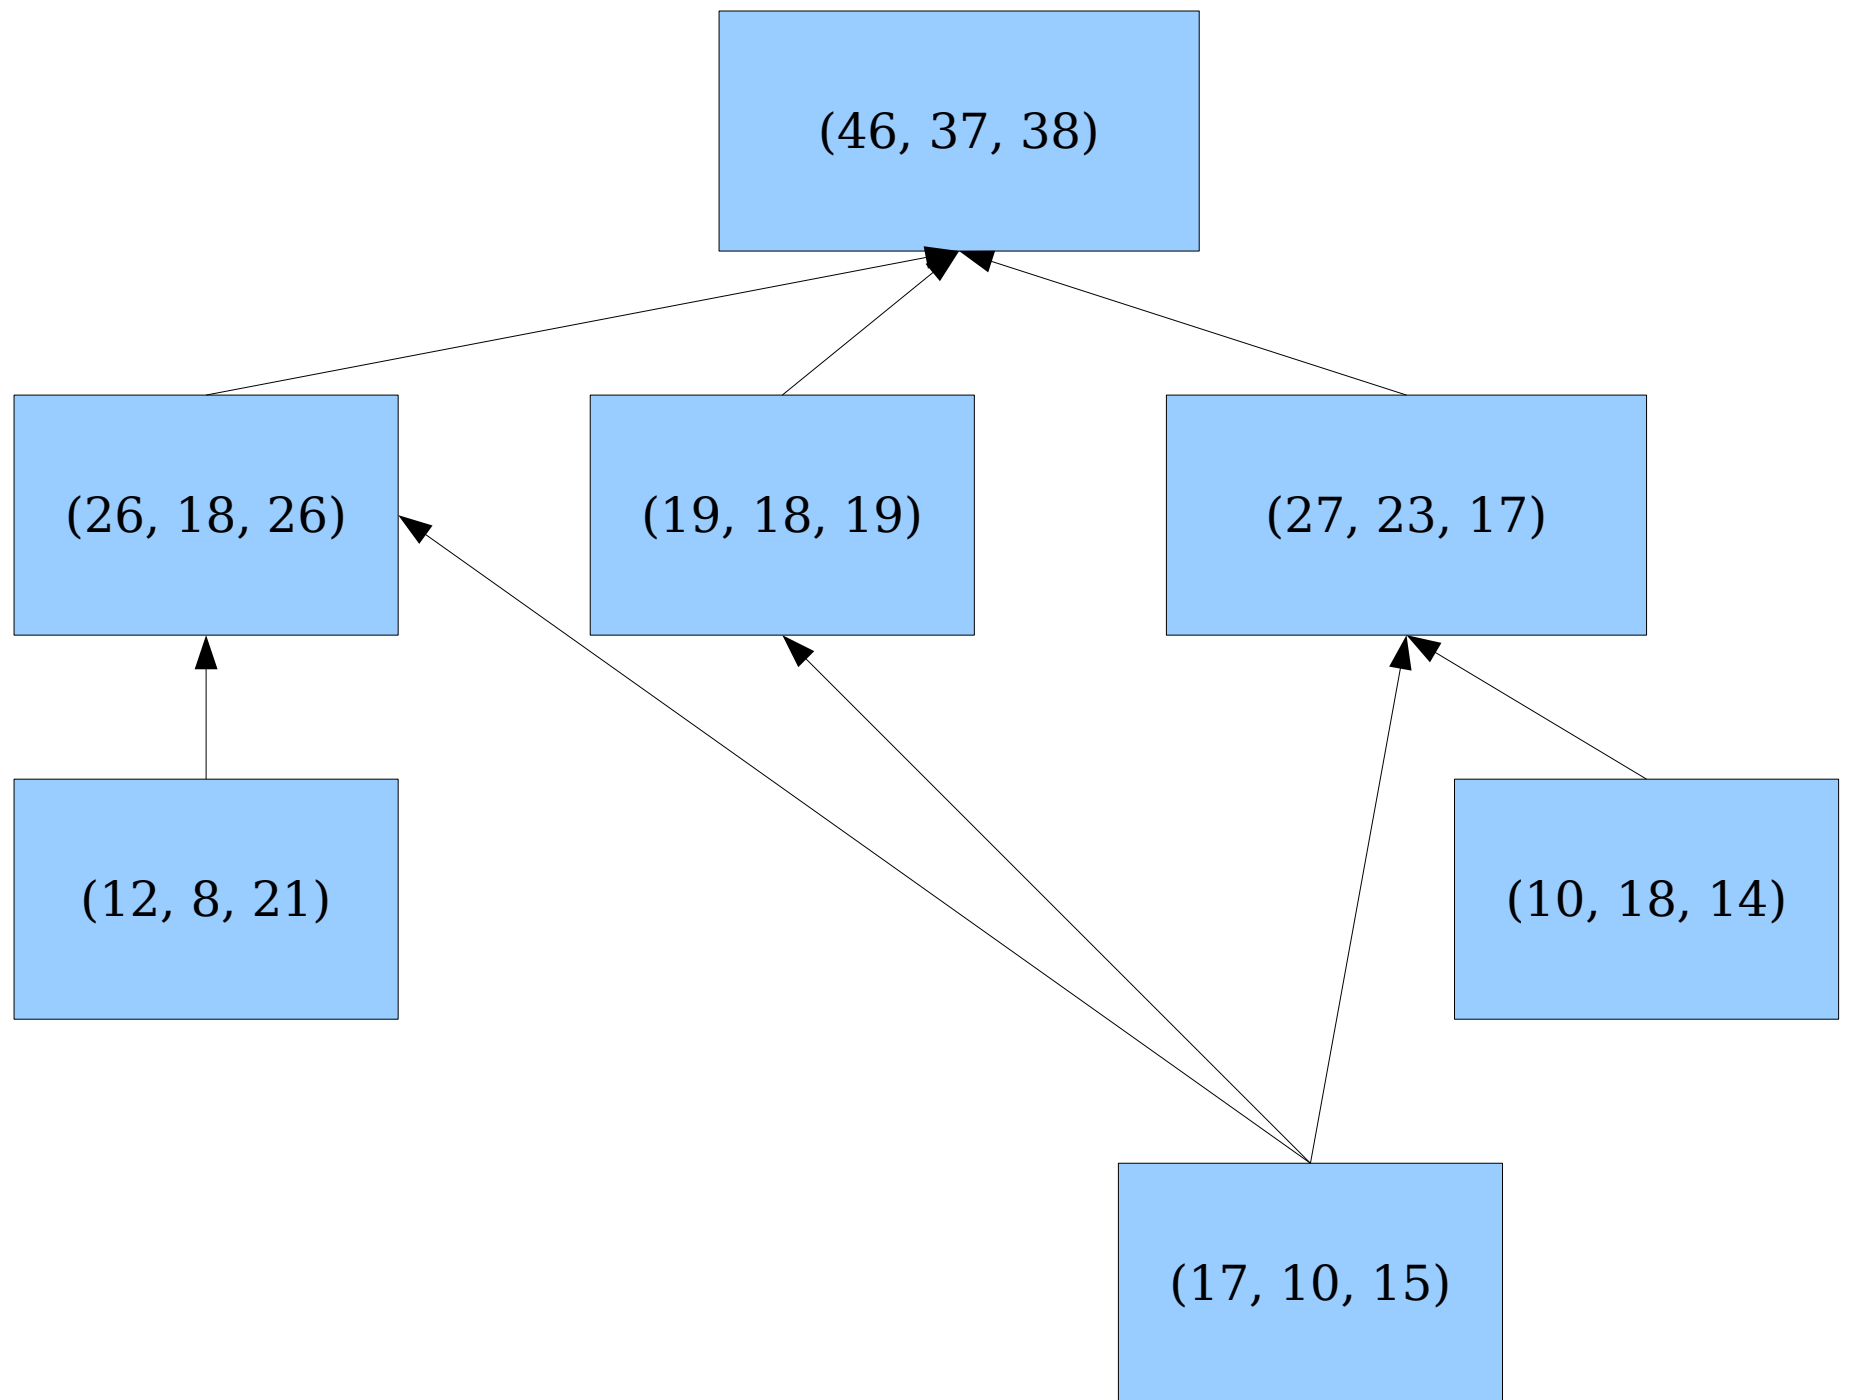 (46, 37, 38)
(26, 18, 26)
(19, 18, 19)
(27, 23, 17)
(12, 8, 21)
(10, 18, 14)
(17, 10, 15)